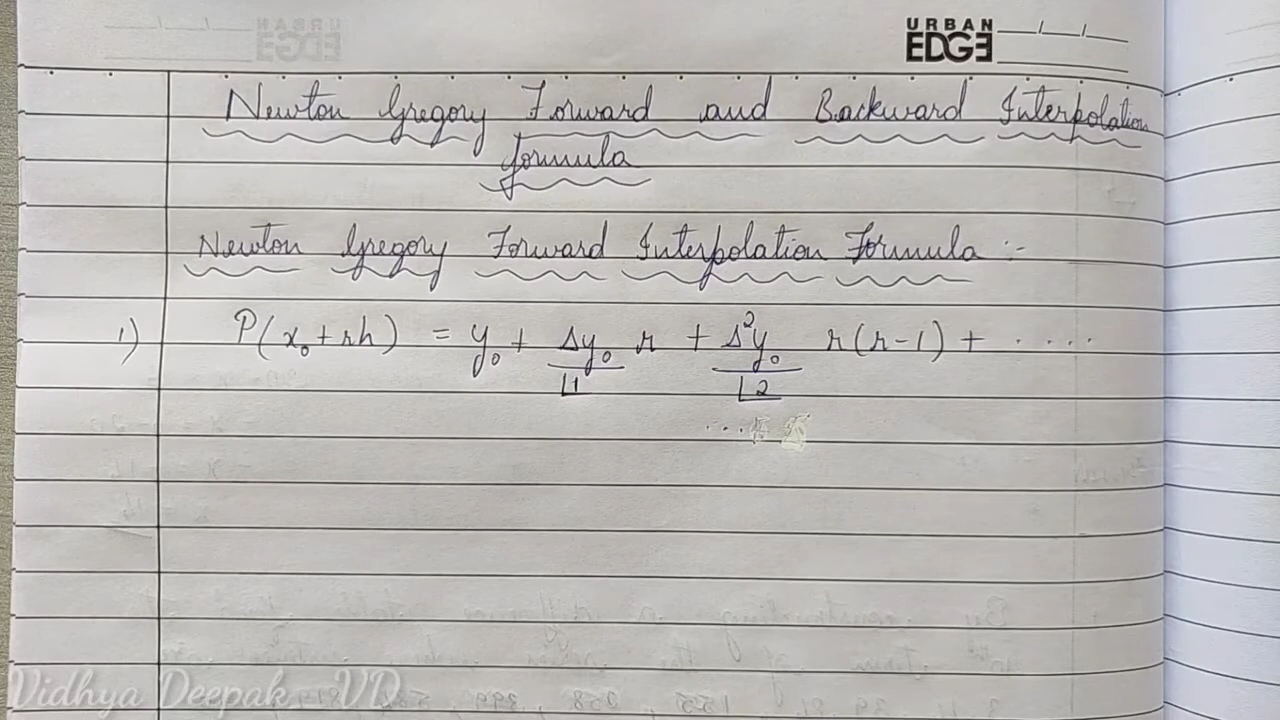 URBAN
EDGE
Newton Gregory Forward and Backward Interpolation
formula
Newton Gregory Forward Interpolation Formula :-
1) P(x₀+rh) = y₀ + Δy₀/⌊1 r + Δ²y₀/⌊2 r(r-1) + .....
Vidhya Deepak VD